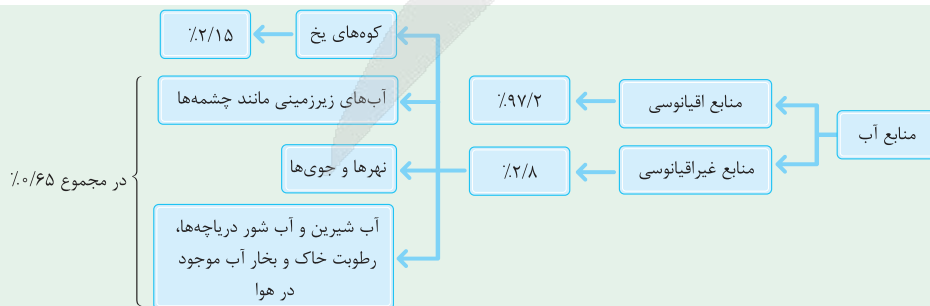 منابع آب
منابع اقیانوسی
٪۹۷/۲
منابع غیراقیانوسی
٪۲/۸
کوه‌های یخ
٪۲/۱۵
آب‌های زیرزمینی مانند چشمه‌ها
نهرها و جوی‌ها
آب شیرین و آب شور دریاچه‌ها،
رطوبت خاک و بخار آب موجود
در هوا
در مجموع ۰/۶۵٪